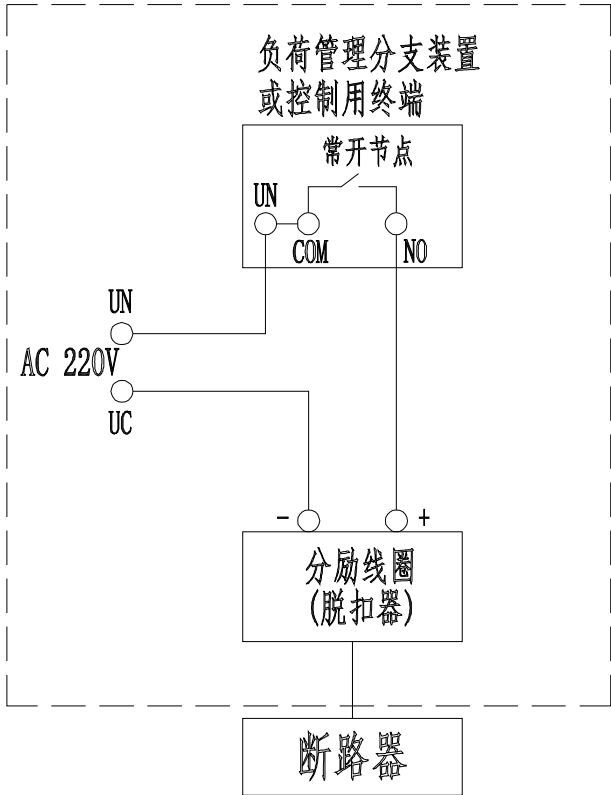 负荷管理分支装置
或控制用终端
常开节点
UN
COM
NO
UN
AC 220V
UC
- +
分励线圈
(脱扣器)
断路器